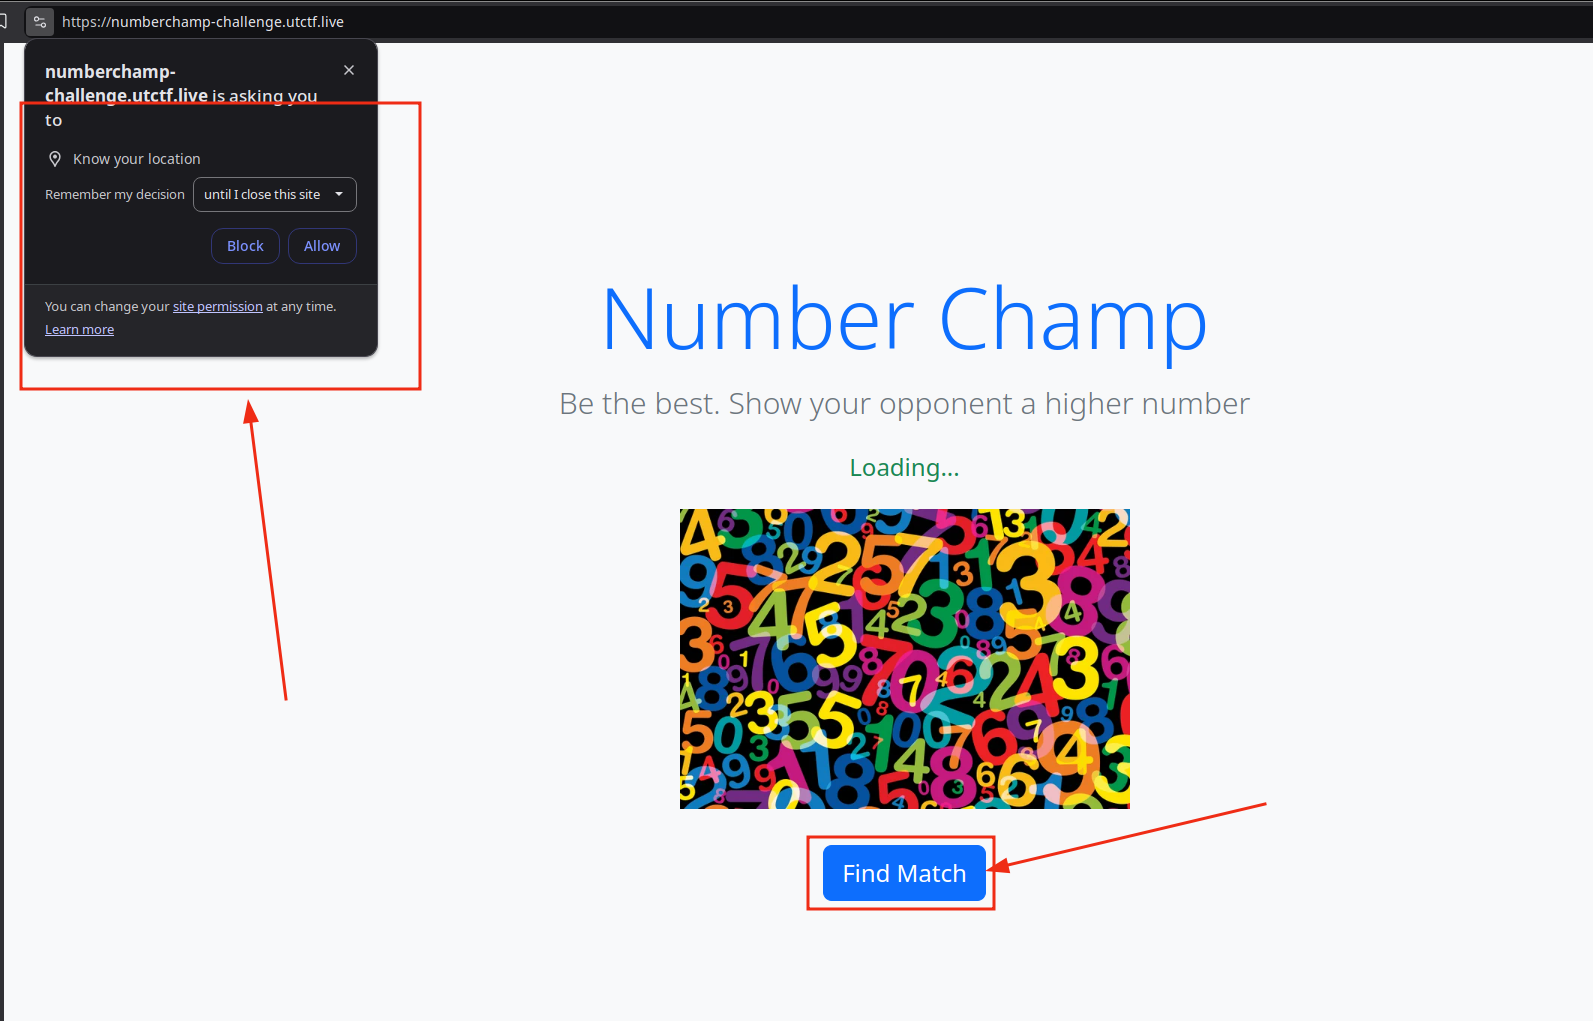 https://numberchamp-challenge.utctf.live
numberchamp-
challenge.utctf.live is asking you
to
Know your location
Remember my decision until I close this site
Block Allow
You can change your site permission at any time.
Learn more
Number Champ
Be the best. Show your opponent a higher number
Loading...
Find Match